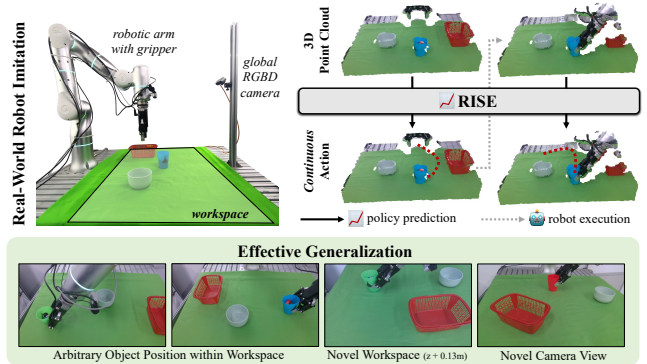 Real-World Robot Imitation
robotic arm
with gripper
global
RGBD
camera
workspace
3D
Point Cloud
RISE
Continuous
Action
policy prediction
robot execution
Effective Generalization
Arbitrary Object Position within Workspace
Novel Workspace (z + 0.13m)
Novel Camera View